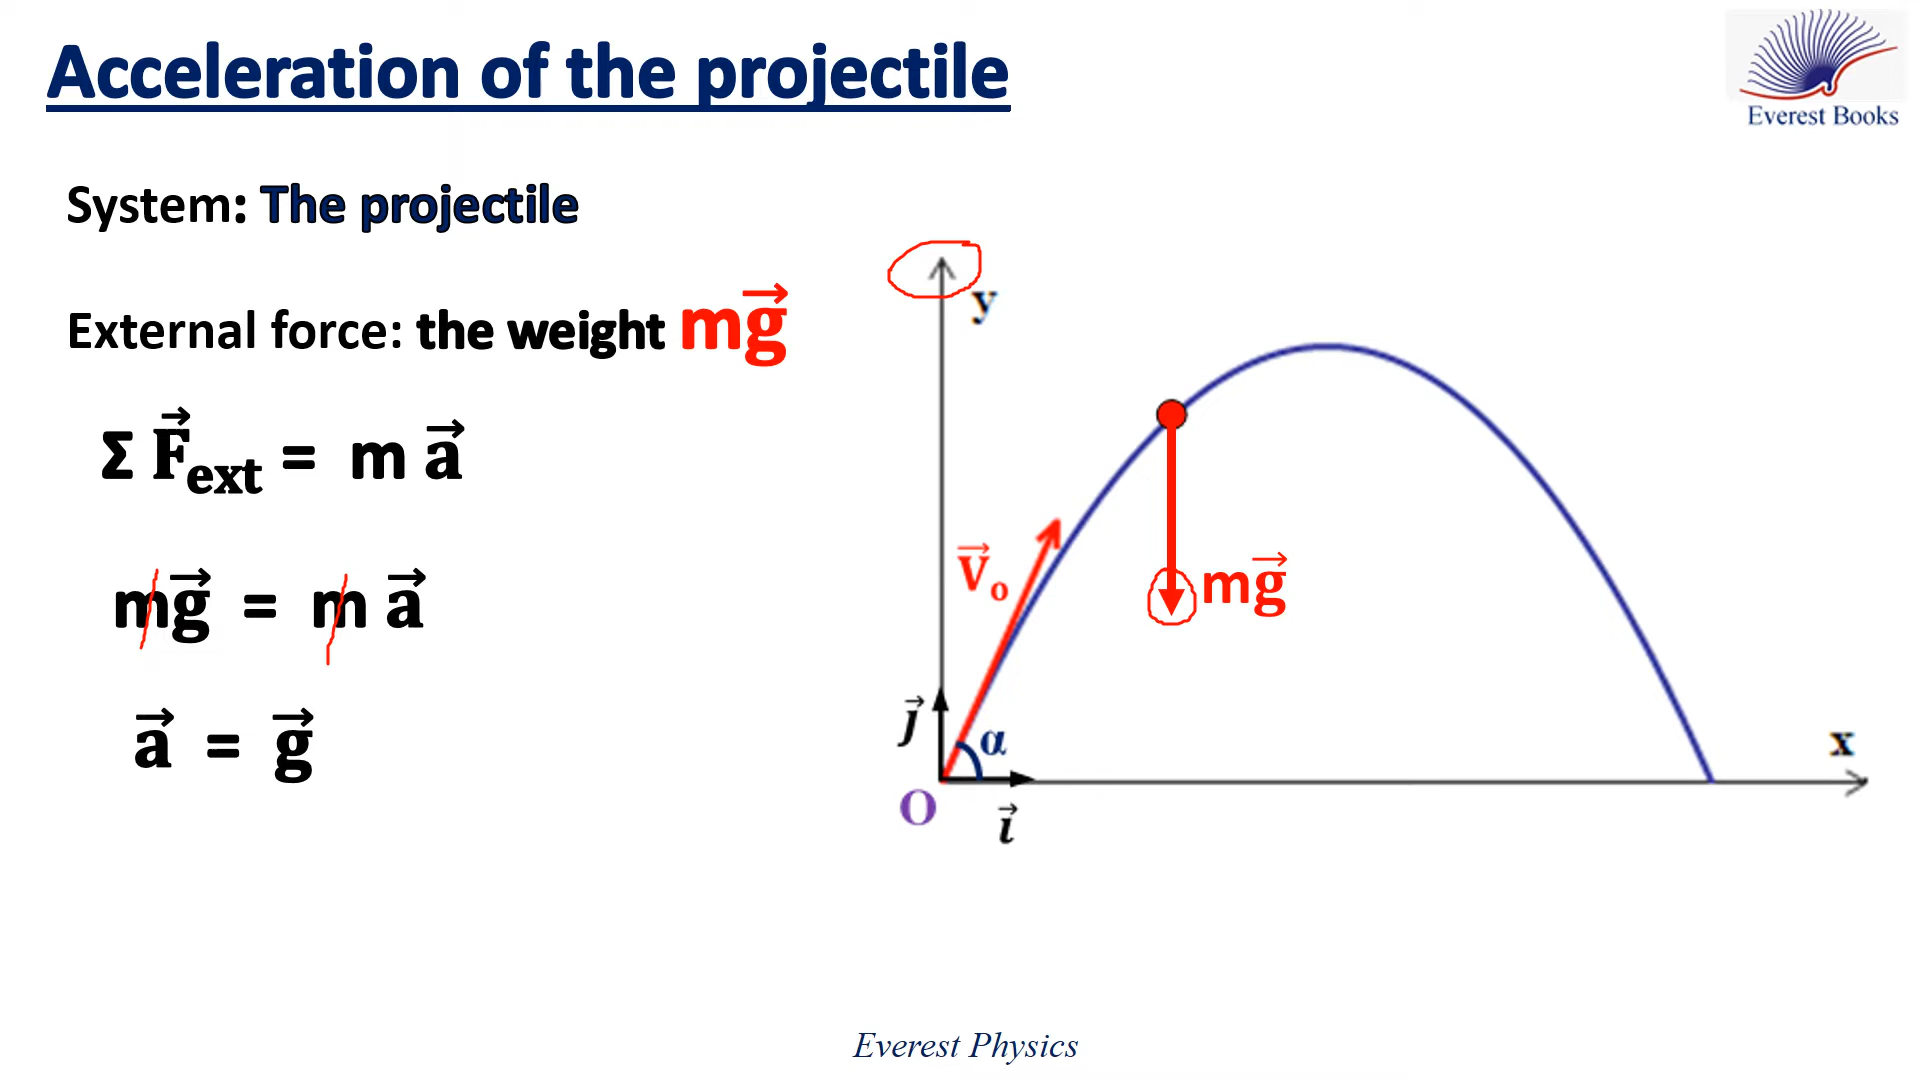 Acceleration of the projectile
Everest Books
System: The projectile
External force: the weight mg⃗
Σ F⃗ext = m a⃗
mg⃗ = m a⃗
a⃗ = g⃗
y
V⃗o
mg⃗
j⃗
α
x
O
i⃗
Everest Physics